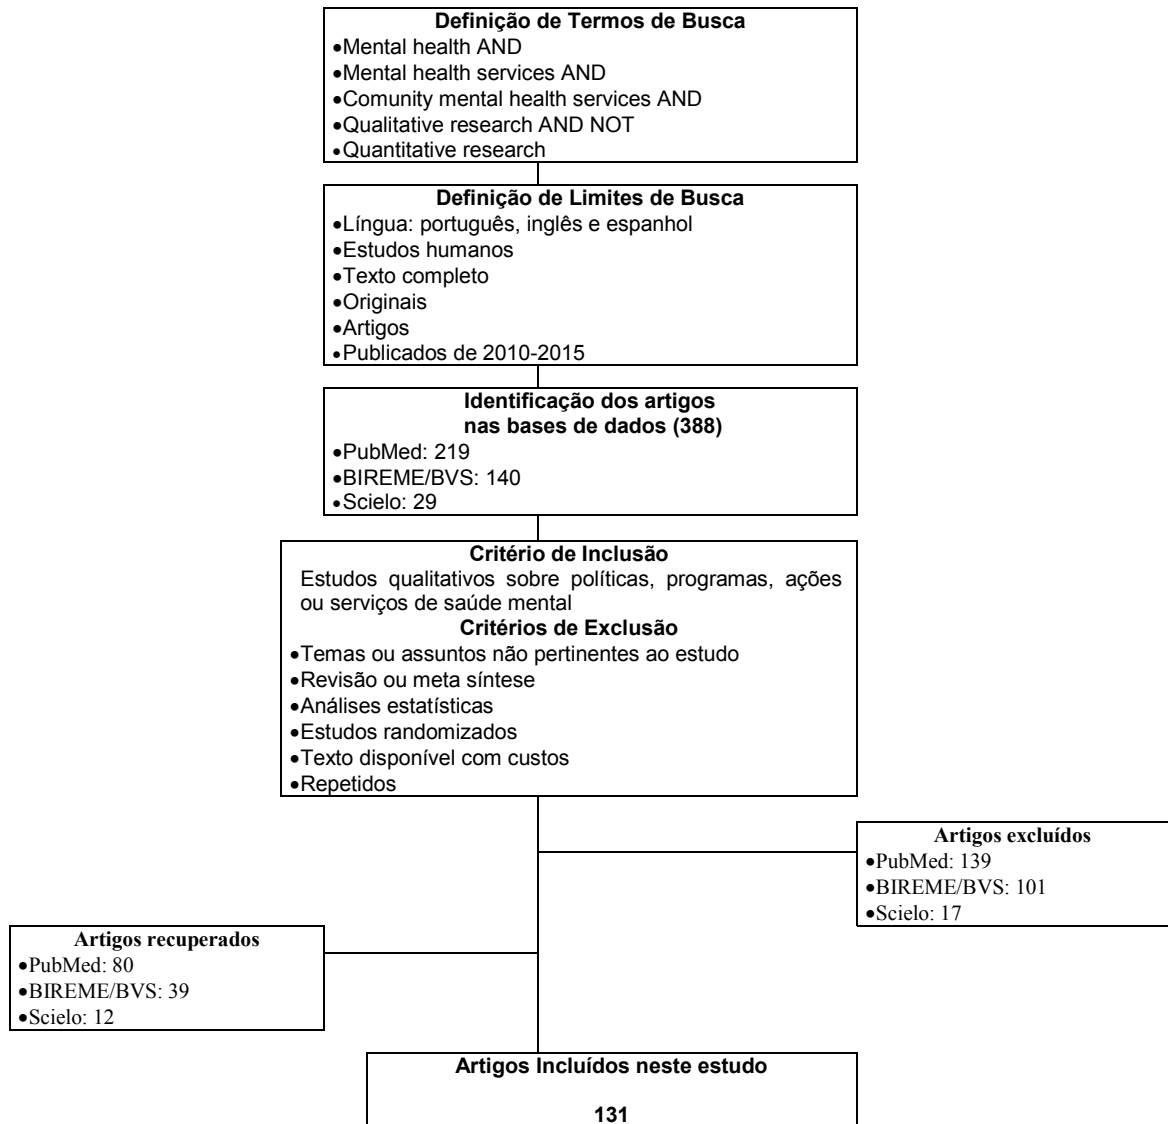 Definição de Termos de Busca
•Mental health AND
•Mental health services AND
•Comunity mental health services AND
•Qualitative research AND NOT
•Quantitative research
Definição de Limites de Busca
•Língua: português, inglês e espanhol
•Estudos humanos
•Texto completo
•Originais
•Artigos
•Publicados de 2010-2015
Identificação dos artigos
nas bases de dados (388)
•PubMed: 219
•BIREME/BVS: 140
•Scielo: 29
Critério de Inclusão
Estudos qualitativos sobre políticas, programas, ações
ou serviços de saúde mental
Critérios de Exclusão
•Temas ou assuntos não pertinentes ao estudo
•Revisão ou meta síntese
•Análises estatísticas
•Estudos randomizados
•Texto disponível com custos
•Repetidos
Artigos excluídos
•PubMed: 139
•BIREME/BVS: 101
•Scielo: 17
Artigos recuperados
•PubMed: 80
•BIREME/BVS: 39
•Scielo: 12
Artigos Incluídos neste estudo
131